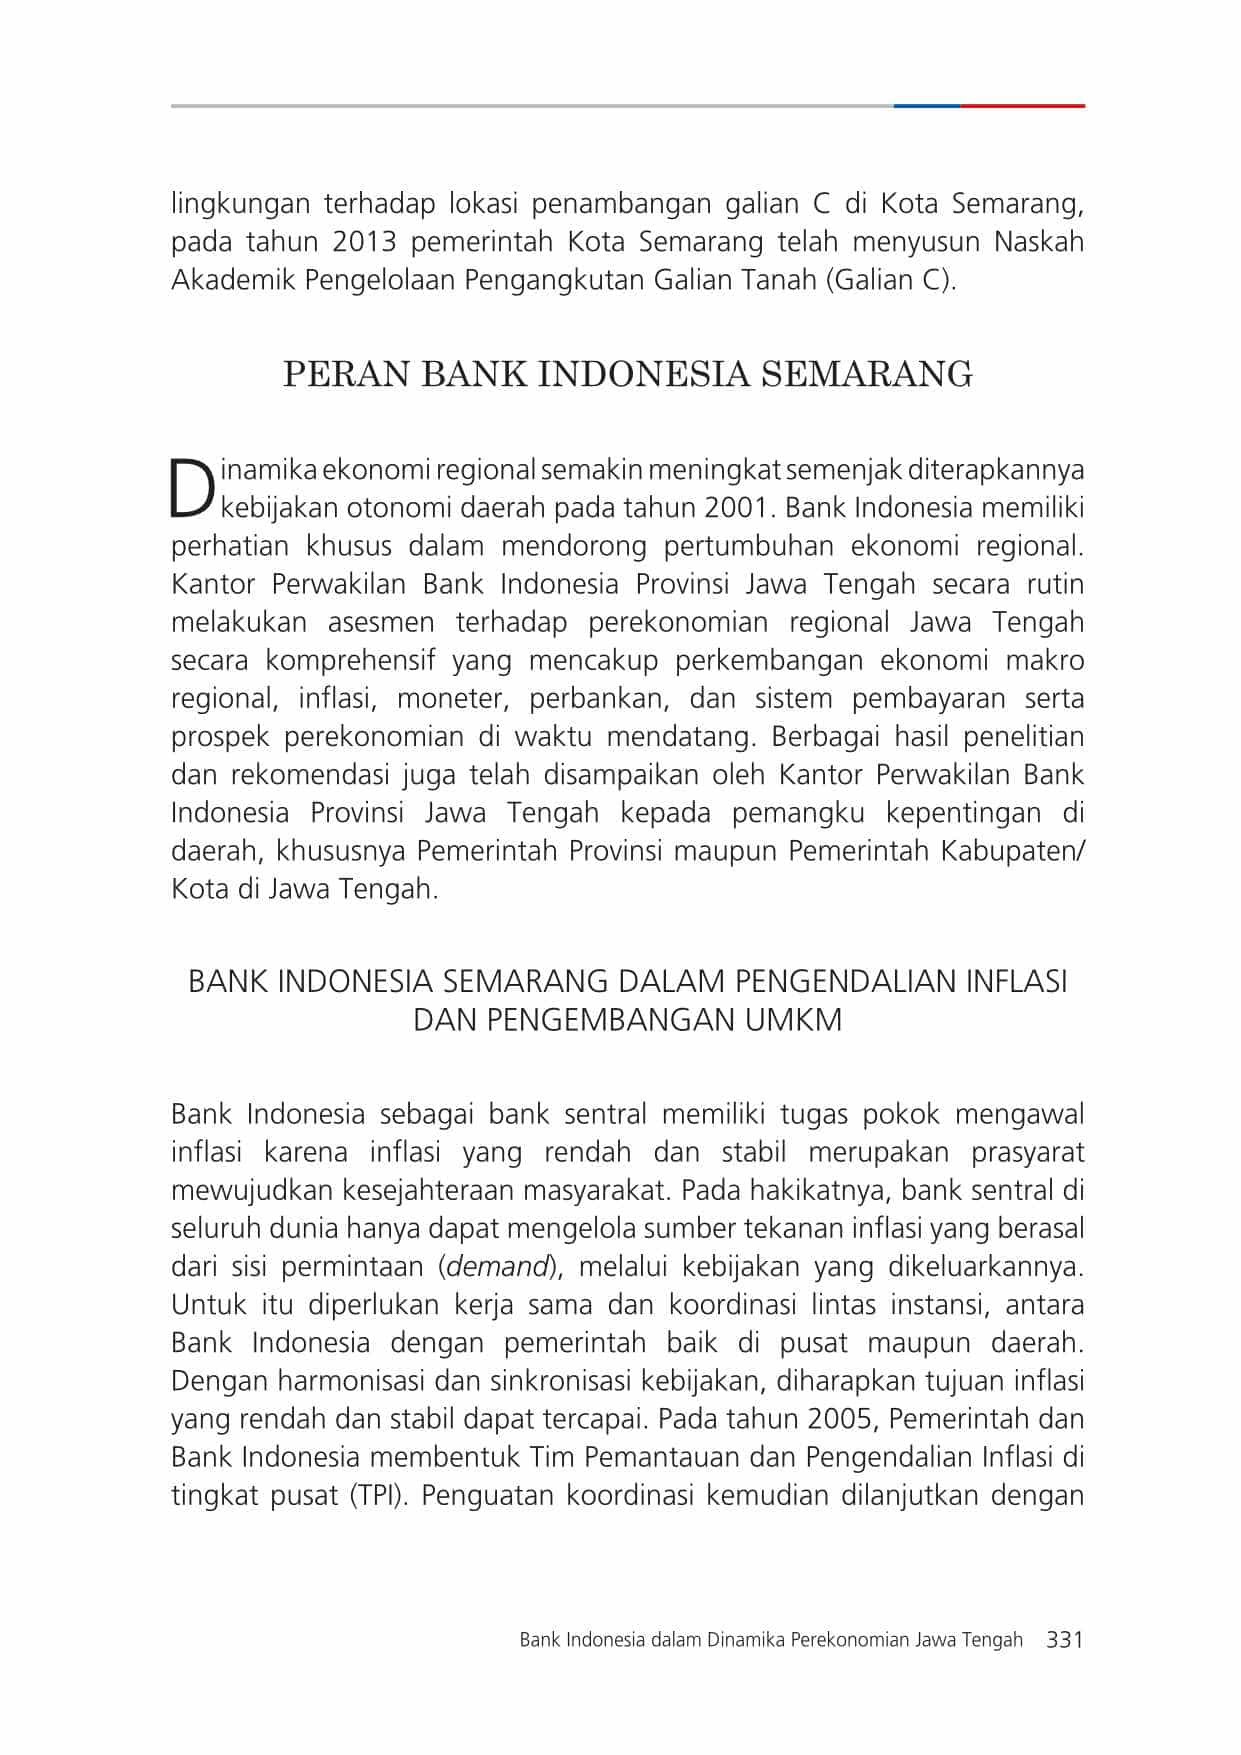 lingkungan terhadap lokasi penambangan galian C di Kota Semarang,
pada tahun 2013 pemerintah Kota Semarang telah menyusun Naskah
Akademik Pengelolaan Pengangkutan Galian Tanah (Galian C).
PERAN BANK INDONESIA SEMARANG
Dinamika ekonomi regional semakin meningkat semenjak diterapkannya
kebijakan otonomi daerah pada tahun 2001. Bank Indonesia memiliki
perhatian khusus dalam mendorong pertumbuhan ekonomi regional.
Kantor Perwakilan Bank Indonesia Provinsi Jawa Tengah secara rutin
melakukan asesmen terhadap perekonomian regional Jawa Tengah
secara komprehensif yang mencakup perkembangan ekonomi makro
regional, inflasi, moneter, perbankan, dan sistem pembayaran serta
prospek perekonomian di waktu mendatang. Berbagai hasil penelitian
dan rekomendasi juga telah disampaikan oleh Kantor Perwakilan Bank
Indonesia Provinsi Jawa Tengah kepada pemangku kepentingan di
daerah, khususnya Pemerintah Provinsi maupun Pemerintah Kabupaten/
Kota di Jawa Tengah.
BANK INDONESIA SEMARANG DALAM PENGENDALIAN INFLASI
DAN PENGEMBANGAN UMKM
Bank Indonesia sebagai bank sentral memiliki tugas pokok mengawal
inflasi karena inflasi yang rendah dan stabil merupakan prasyarat
mewujudkan kesejahteraan masyarakat. Pada hakikatnya, bank sentral di
seluruh dunia hanya dapat mengelola sumber tekanan inflasi yang berasal
dari sisi permintaan (demand), melalui kebijakan yang dikeluarkannya.
Untuk itu diperlukan kerja sama dan koordinasi lintas instansi, antara
Bank Indonesia dengan pemerintah baik di pusat maupun daerah.
Dengan harmonisasi dan sinkronisasi kebijakan, diharapkan tujuan inflasi
yang rendah dan stabil dapat tercapai. Pada tahun 2005, Pemerintah dan
Bank Indonesia membentuk Tim Pemantauan dan Pengendalian Inflasi di
tingkat pusat (TPI). Penguatan koordinasi kemudian dilanjutkan dengan
Bank Indonesia dalam Dinamika Perekonomian Jawa Tengah 331